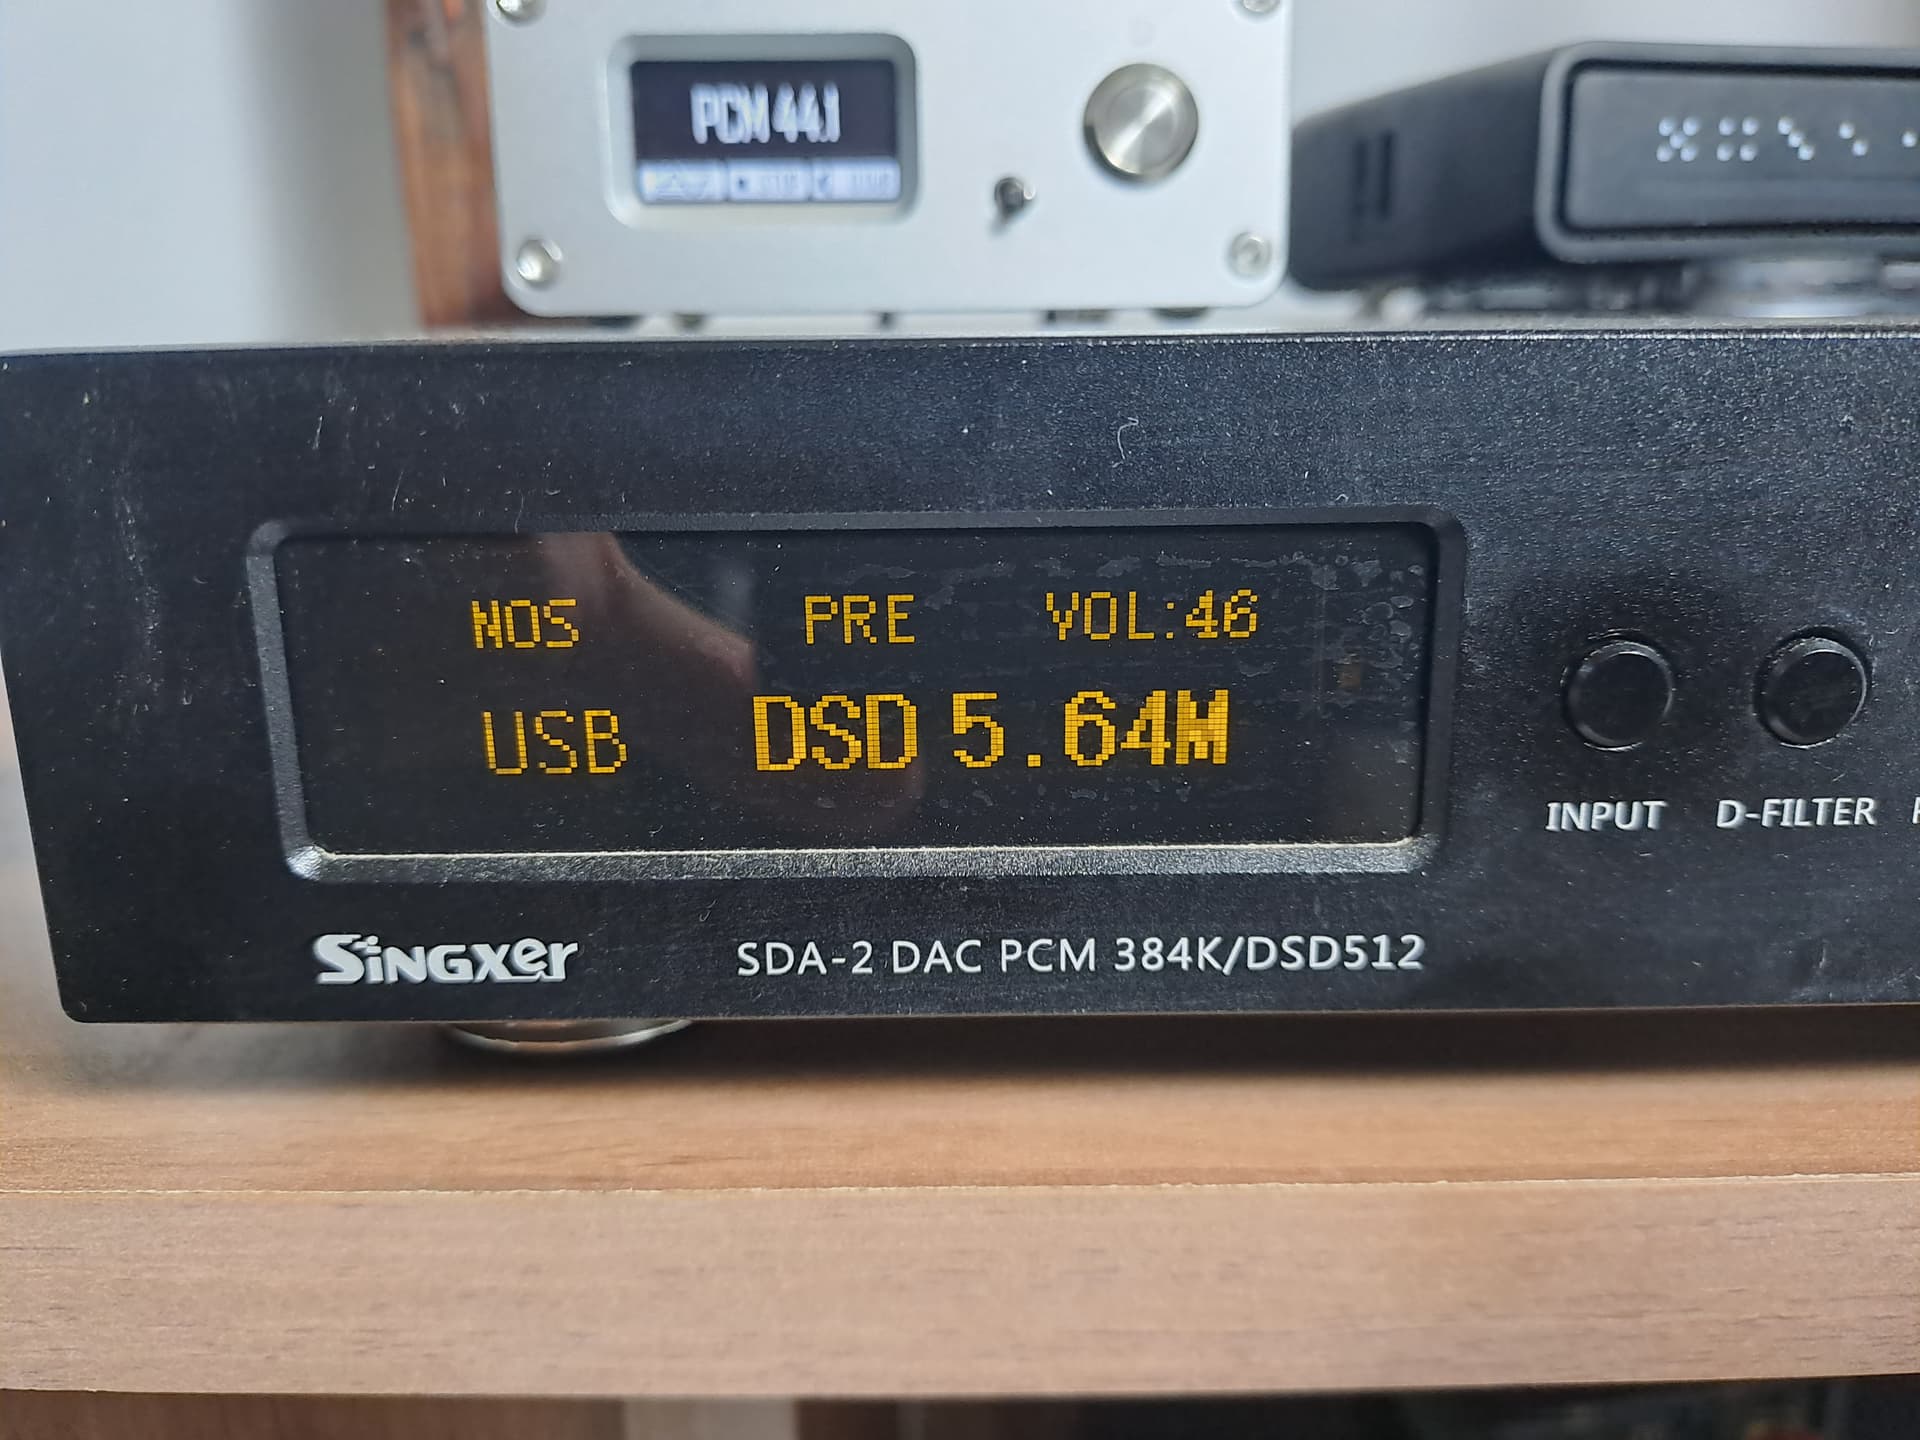 PCM 44.1
NOS PRE VOL:46
USB DSD 5.64M
INPUT D-FILTER
SiNGXer SDA-2 DAC PCM 384K/DSD512